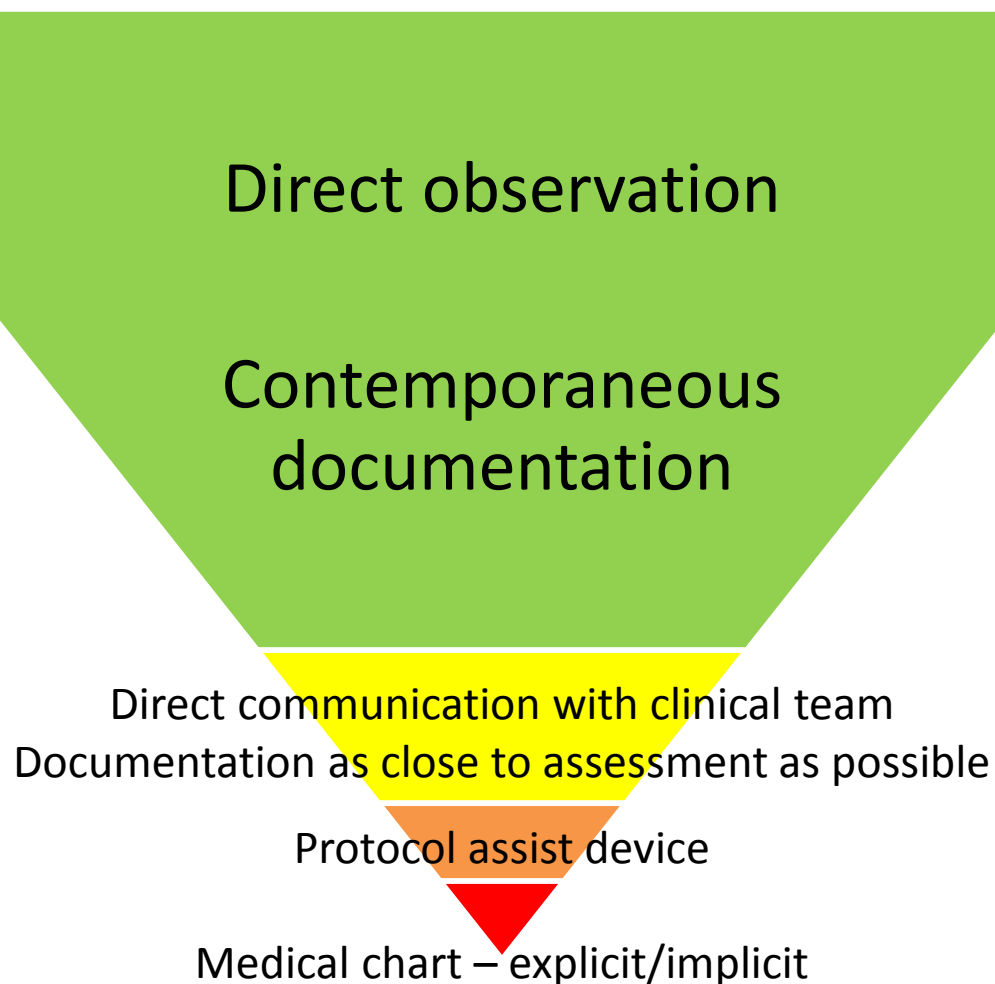 Direct observation
Contemporaneous
documentation
Direct communication with clinical team
Documentation as close to assessment as possible
Protocol assist device
Medical chart – explicit/implicit